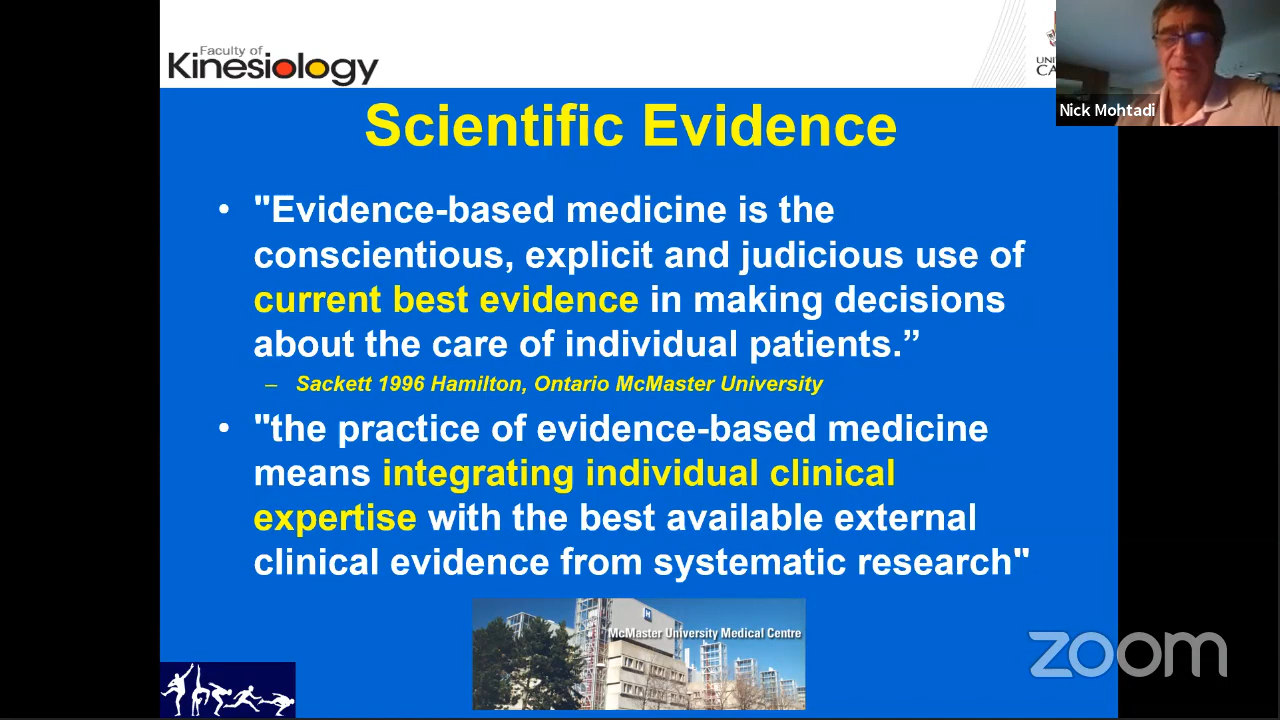 Faculty of
Kinesiology
Nick Mohtadi
Scientific Evidence
• "Evidence-based medicine is the
conscientious, explicit and judicious use of
current best evidence in making decisions
about the care of individual patients.”
– Sackett 1996 Hamilton, Ontario McMaster University
• "the practice of evidence-based medicine
means integrating individual clinical
expertise with the best available external
clinical evidence from systematic research"
H
McMaster University Medical Centre
zoom